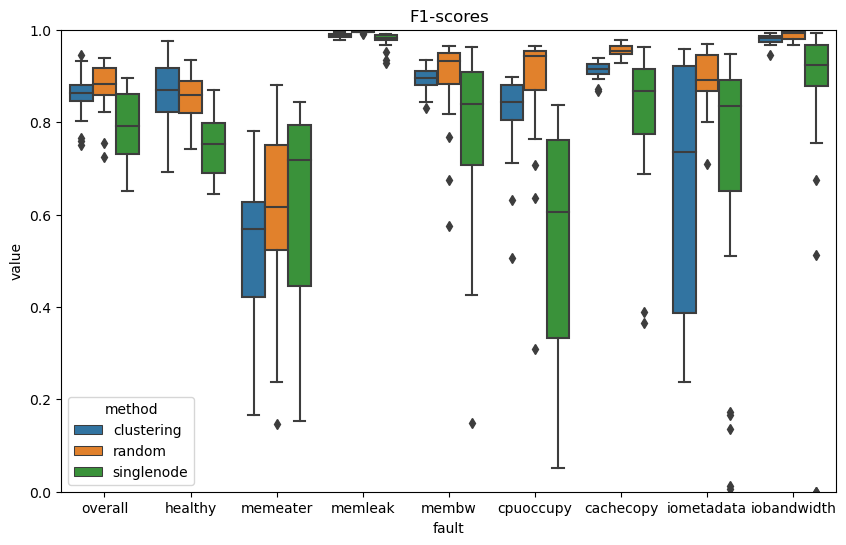 F1-scores
value
1.0
0.8
0.6
0.4
0.2
0.0
method
clustering
random
singlenode
overall healthy memeater memleak membw cpuoccupy cachecopy iometadata iobandwidth
fault